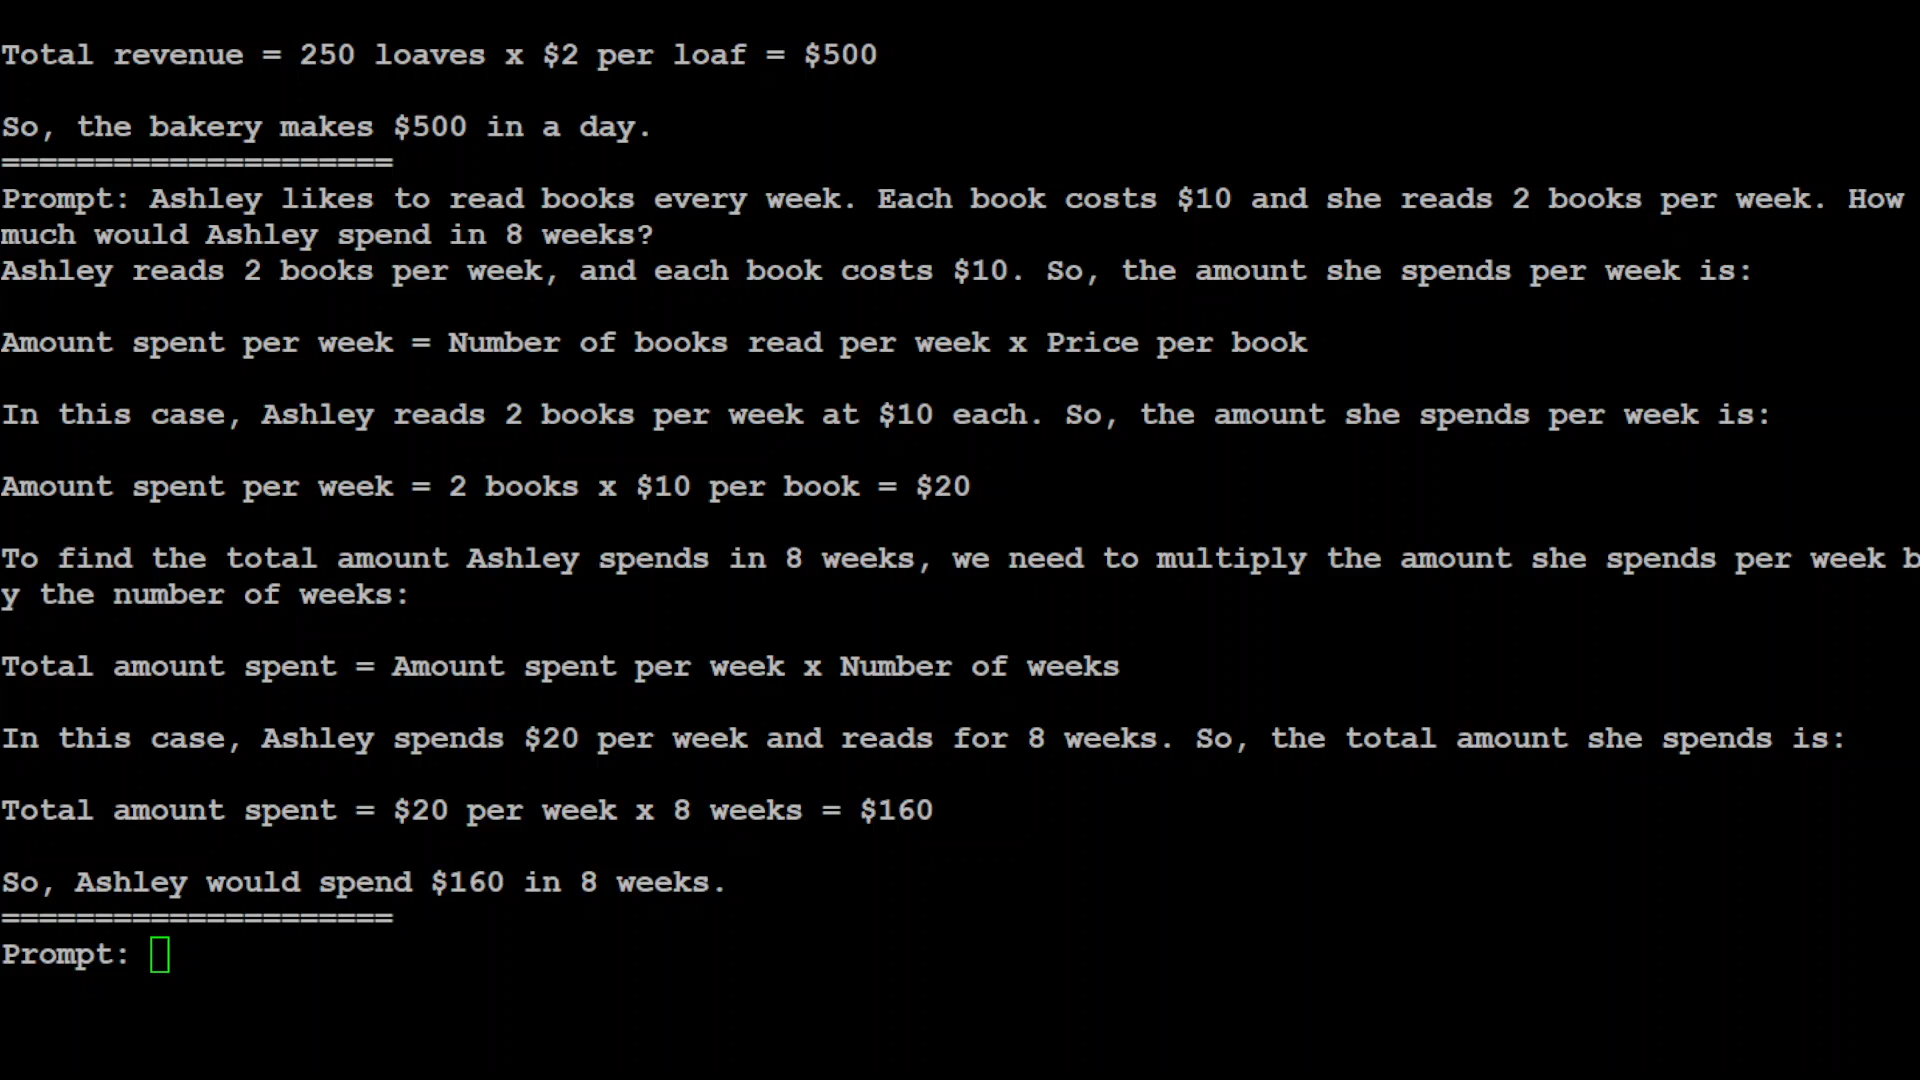 Total revenue = 250 loaves x $2 per loaf = $500
So, the bakery makes $500 in a day.
=====================
Prompt: Ashley likes to read books every week. Each book costs $10 and she reads 2 books per week. How
much would Ashley spend in 8 weeks?
Ashley reads 2 books per week, and each book costs $10. So, the amount she spends per week is:
Amount spent per week = Number of books read per week x Price per book
In this case, Ashley reads 2 books per week at $10 each. So, the amount she spends per week is:
Amount spent per week = 2 books x $10 per book = $20
To find the total amount Ashley spends in 8 weeks, we need to multiply the amount she spends per week b
y the number of weeks:
Total amount spent = Amount spent per week x Number of weeks
In this case, Ashley spends $20 per week and reads for 8 weeks. So, the total amount she spends is:
Total amount spent = $20 per week x 8 weeks = $160
So, Ashley would spend $160 in 8 weeks.
=====================
Prompt: